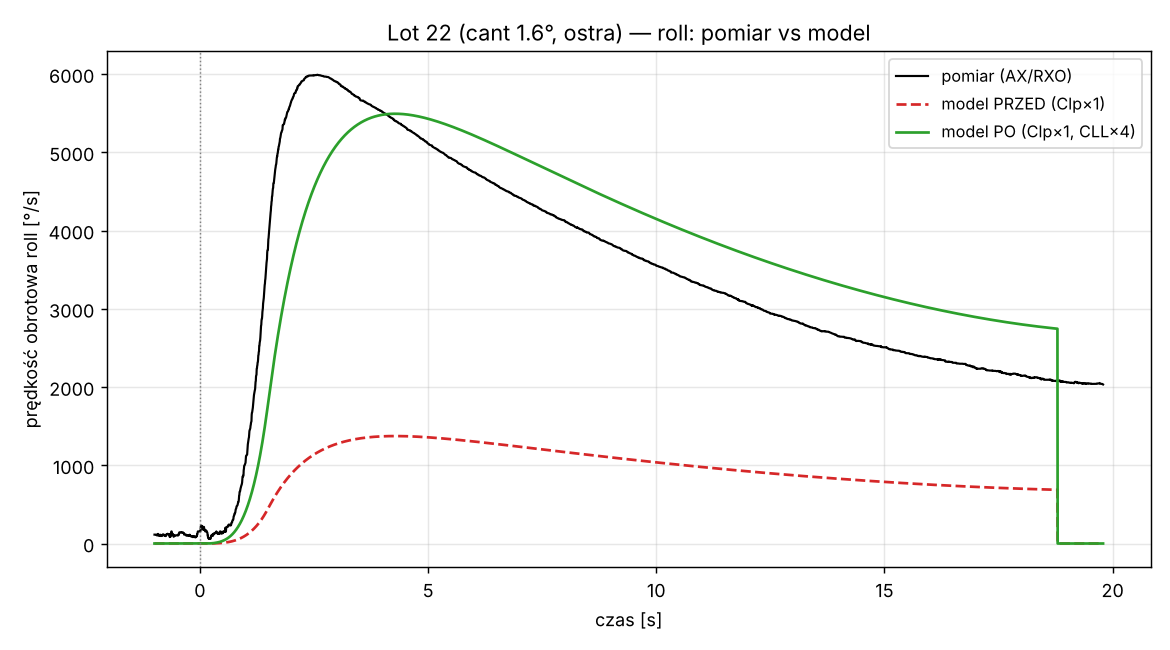 Lot 22 (cant 1.6°, ostra) — roll: pomiar vs model
pomiar (AX/RXO)
model PRZED (Clp×1)
model PO (Clp×1, CLL×4)
prędkość obrotowa roll [°/s]
6000
5000
4000
3000
2000
1000
0
0 5 10 15 20
czas [s]